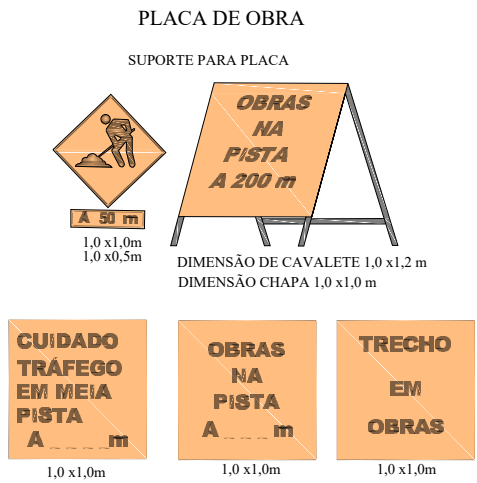 PLACA DE OBRA
SUPORTE PARA PLACA
OBRAS
NA
PISTA
A 200 m
A 50 m
1,0 x1,0m
1,0 x0,5m
DIMENSÃO DE CAVALETE 1,0 x1,2 m
DIMENSÃO CHAPA 1,0 x1,0 m
CUIDADO
TRÁFEGO
EM MEIA
PISTA
A _ _ _ _ m
1,0 x1,0m
OBRAS
NA
PISTA
A _ _ _ m
1,0 x1,0m
TRECHO
EM
OBRAS
1,0 x1,0m